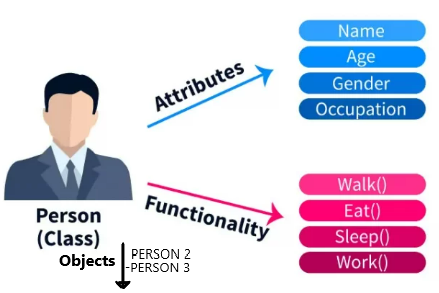 Attributes
Name
Age
Gender
Occupation
Person
(Class)
Functionality
Walk()
Eat()
Sleep()
Work()
Objects
PERSON 2
-PERSON 3